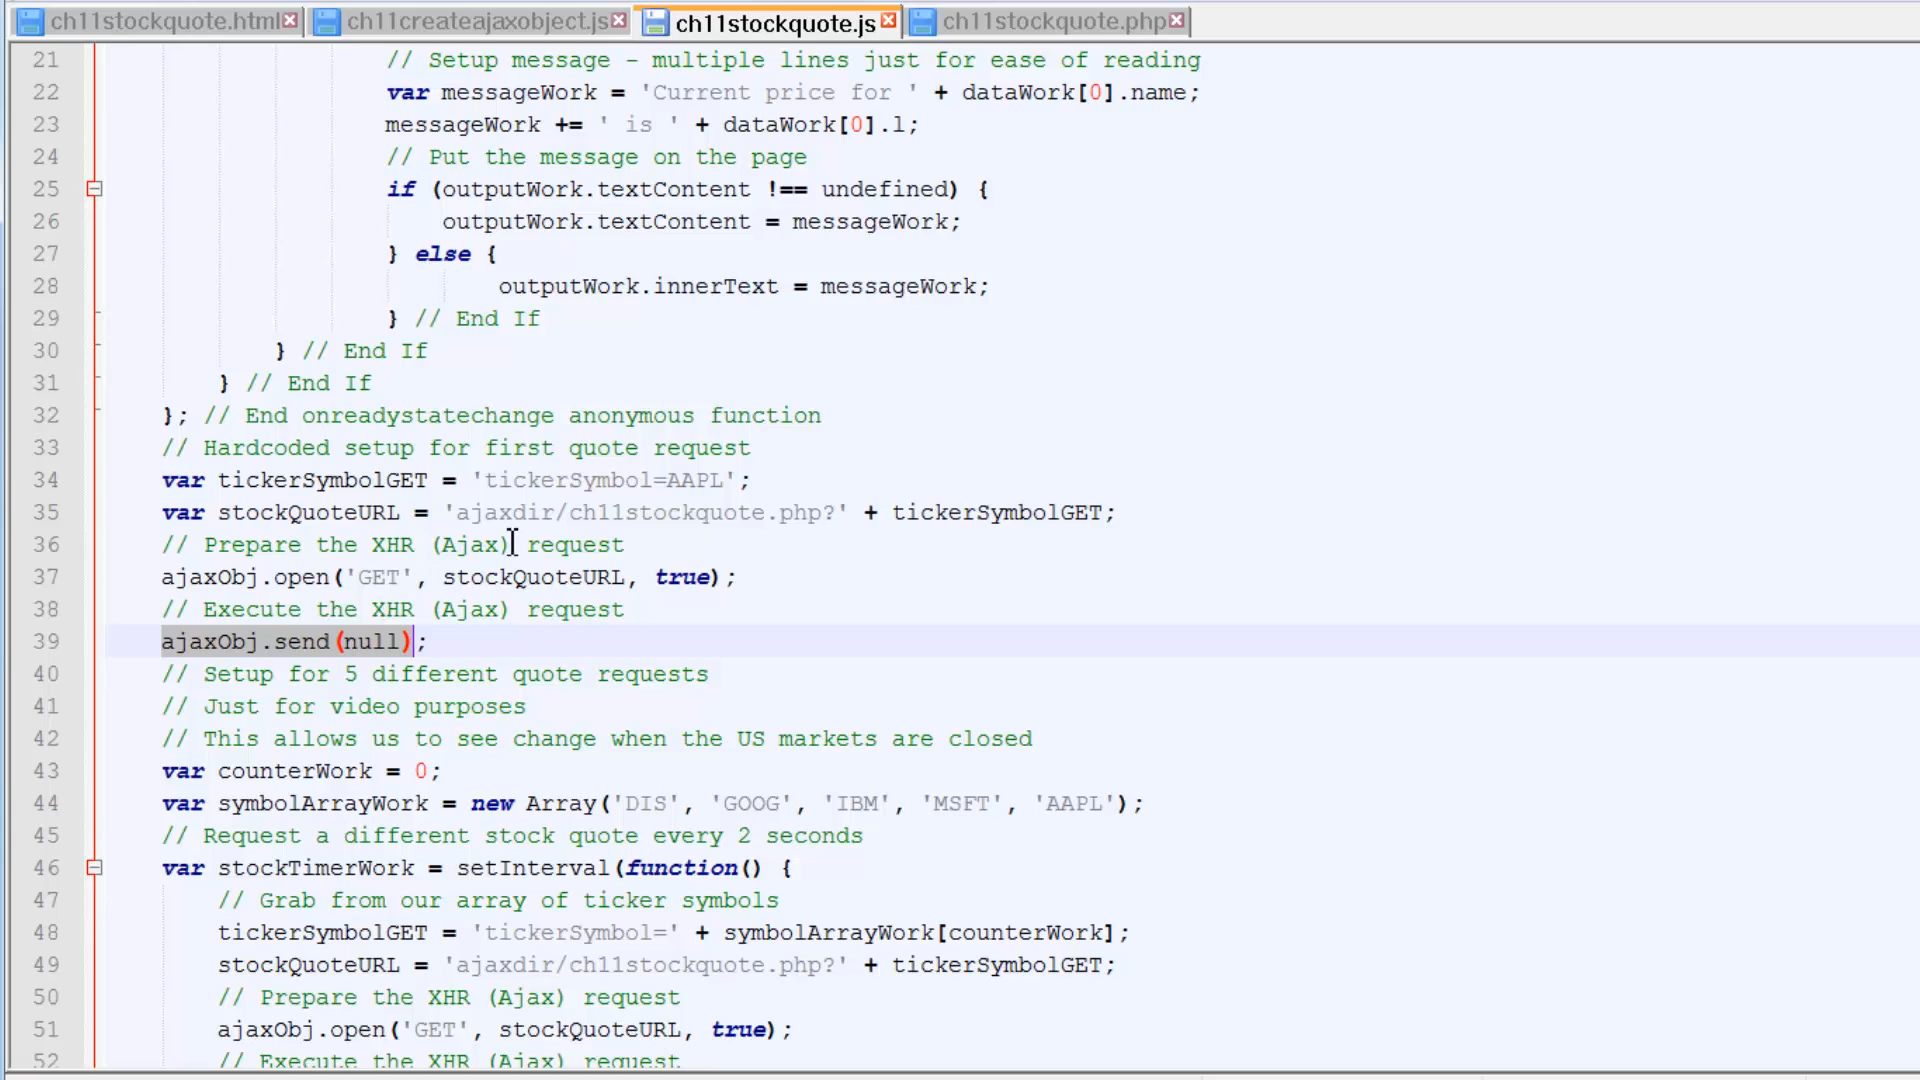 ch11stockquote.html ch11createajaxobject.js ch11stockquote.js ch11stockquote.php
21 // Setup message - multiple lines just for ease of reading
22 var messageWork = 'Current price for ' + dataWork[0].name;
23 messageWork += ' is ' + dataWork[0].l;
24 // Put the message on the page
25 if (outputWork.textContent !== undefined) {
26 outputWork.textContent = messageWork;
27 } else {
28 outputWork.innerText = messageWork;
29 } // End If
30 } // End If
31 } // End If
32 }; // End onreadystatechange anonymous function
33 // Hardcoded setup for first quote request
34 var tickerSymbolGET = 'tickerSymbol=AAPL';
35 var stockQuoteURL = 'ajaxdir/ch11stockquote.php?' + tickerSymbolGET;
36 // Prepare the XHR (Ajax) request
37 ajaxObj.open('GET', stockQuoteURL, true);
38 // Execute the XHR (Ajax) request
39 ajaxObj.send(null);
40 // Setup for 5 different quote requests
41 // Just for video purposes
42 // This allows us to see change when the US markets are closed
43 var counterWork = 0;
44 var symbolArrayWork = new Array('DIS', 'GOOG', 'IBM', 'MSFT', 'AAPL');
45 // Request a different stock quote every 2 seconds
46 var stockTimerWork = setInterval(function() {
47 // Grab from our array of ticker symbols
48 tickerSymbolGET = 'tickerSymbol=' + symbolArrayWork[counterWork];
49 stockQuoteURL = 'ajaxdir/ch11stockquote.php?' + tickerSymbolGET;
50 // Prepare the XHR (Ajax) request
51 ajaxObj.open('GET', stockQuoteURL, true);
52 // Execute the XHR (Ajax) request